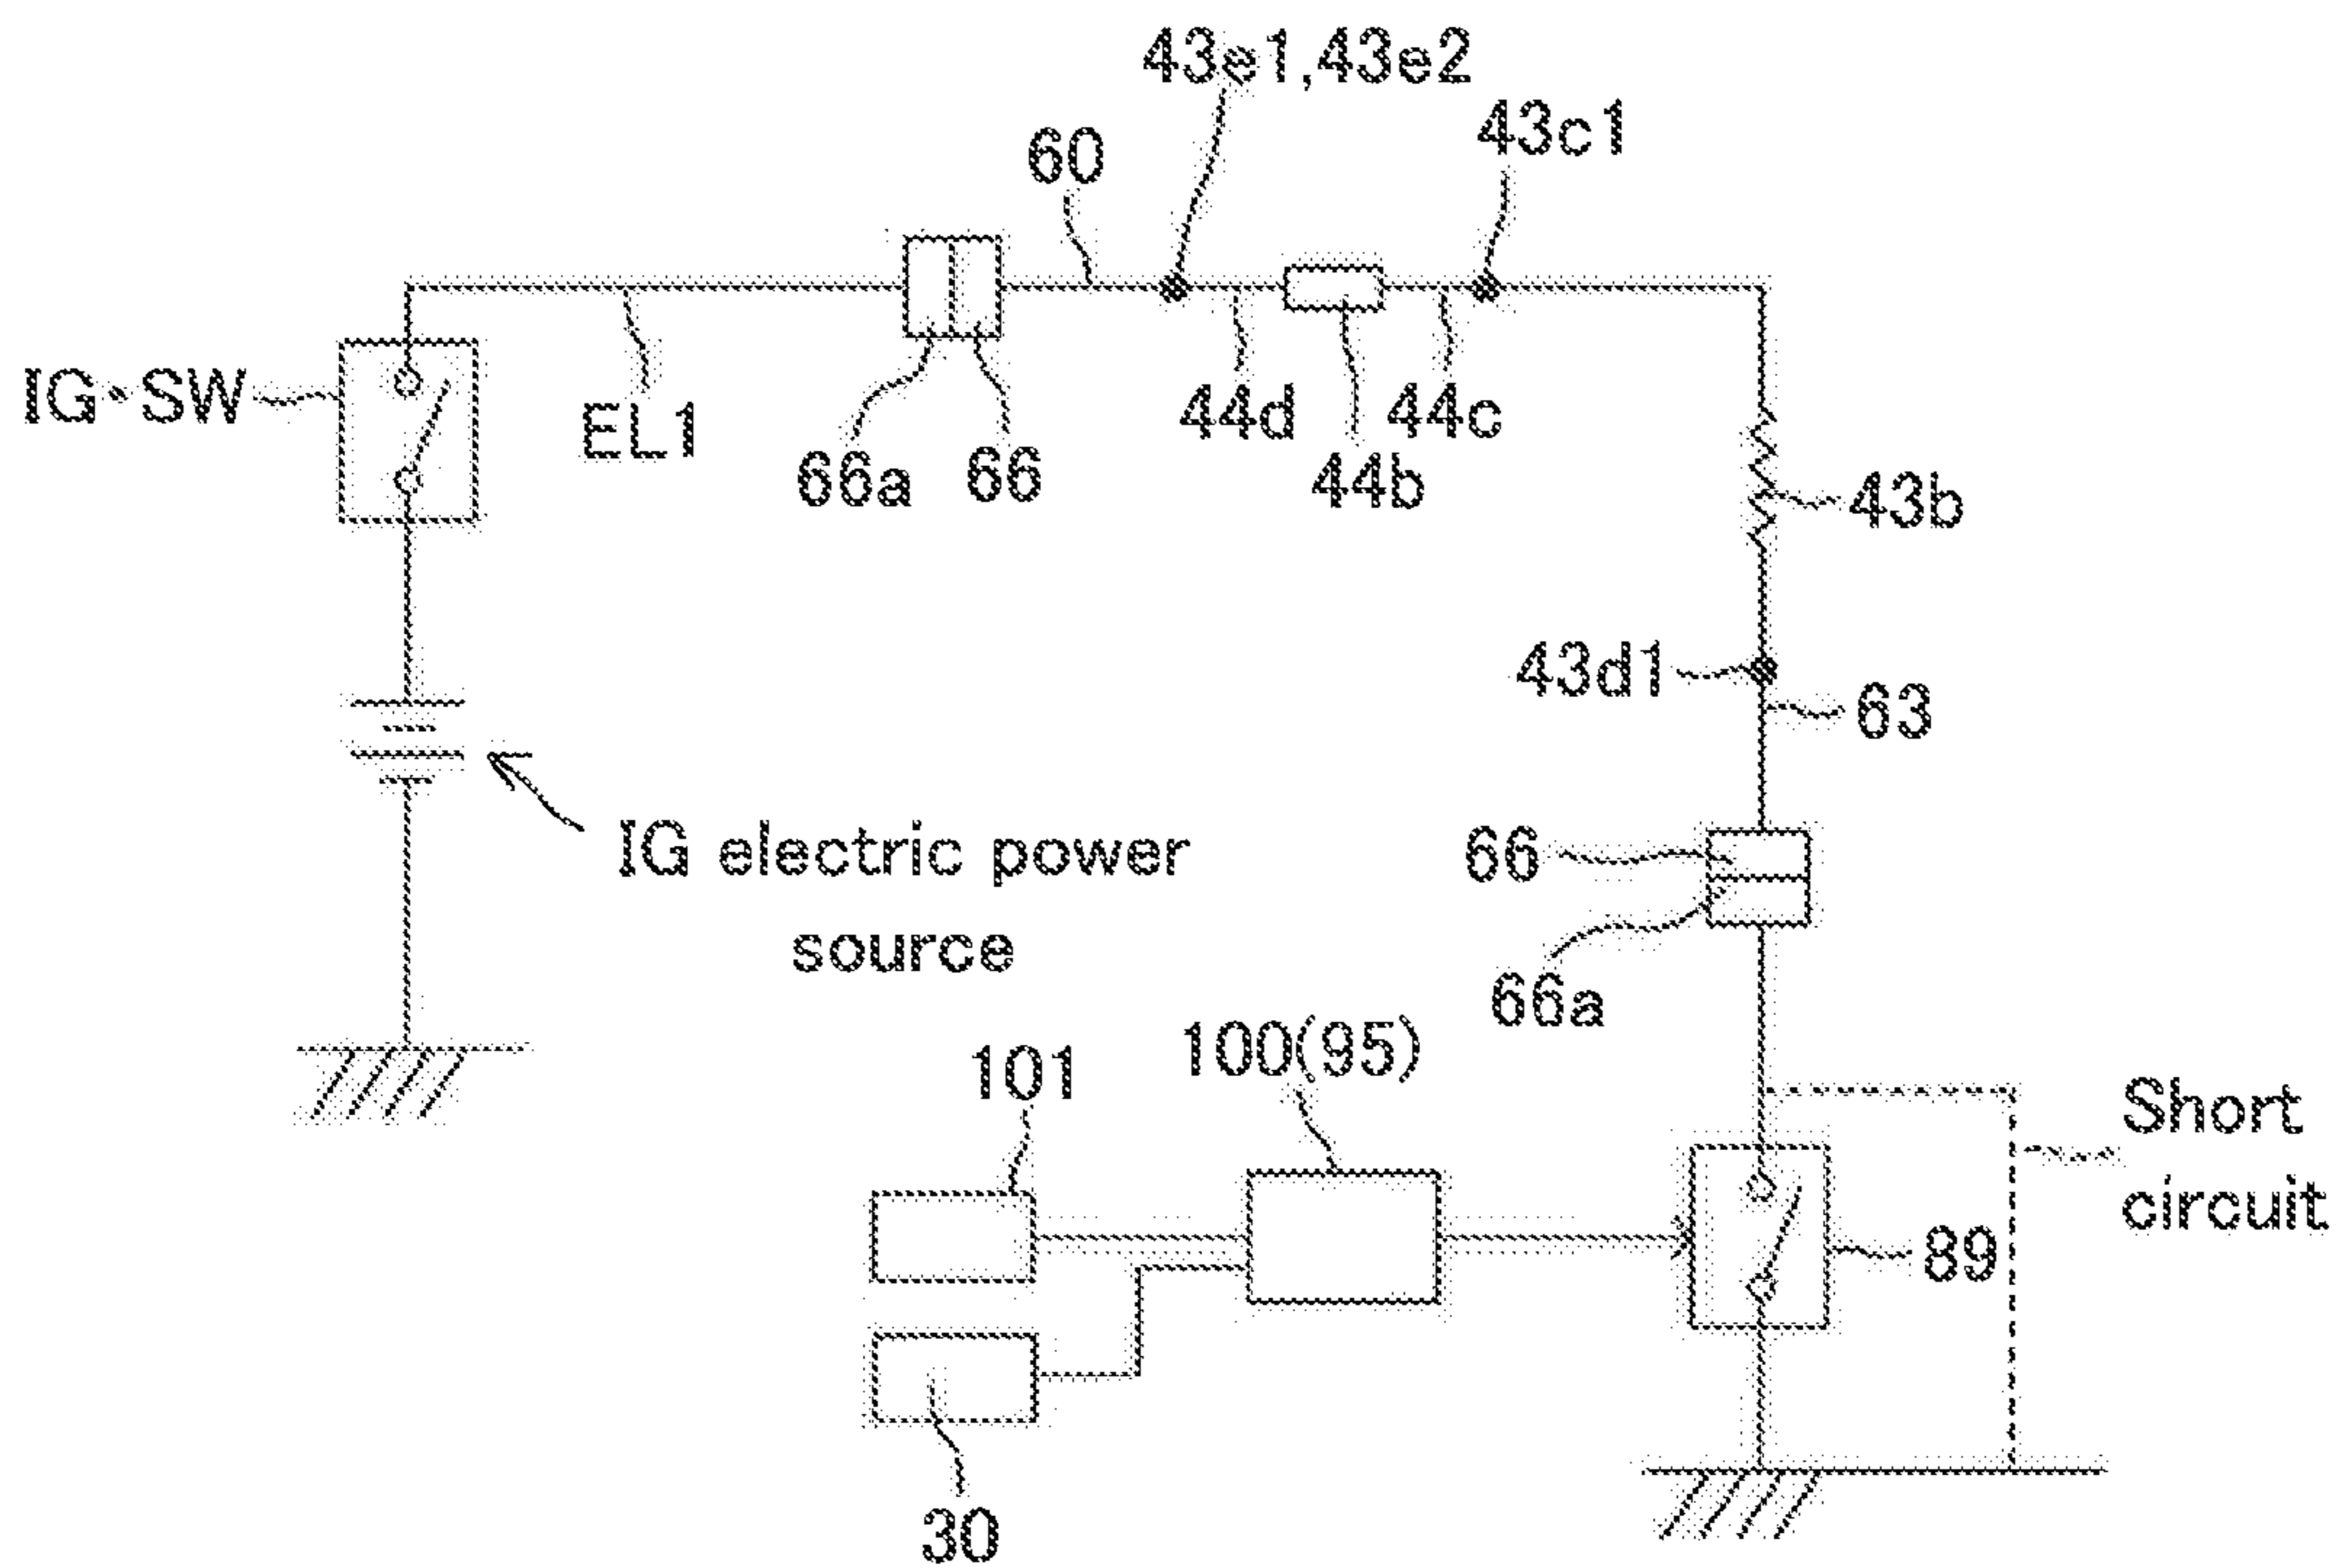 43e1,43e2
43c1
60
IG·SW
EL1
66a
66
44d
44b
44c
43b
43d1
63
IG electric power
source
66
66a
101
100(95)
Short
circuit
89
30